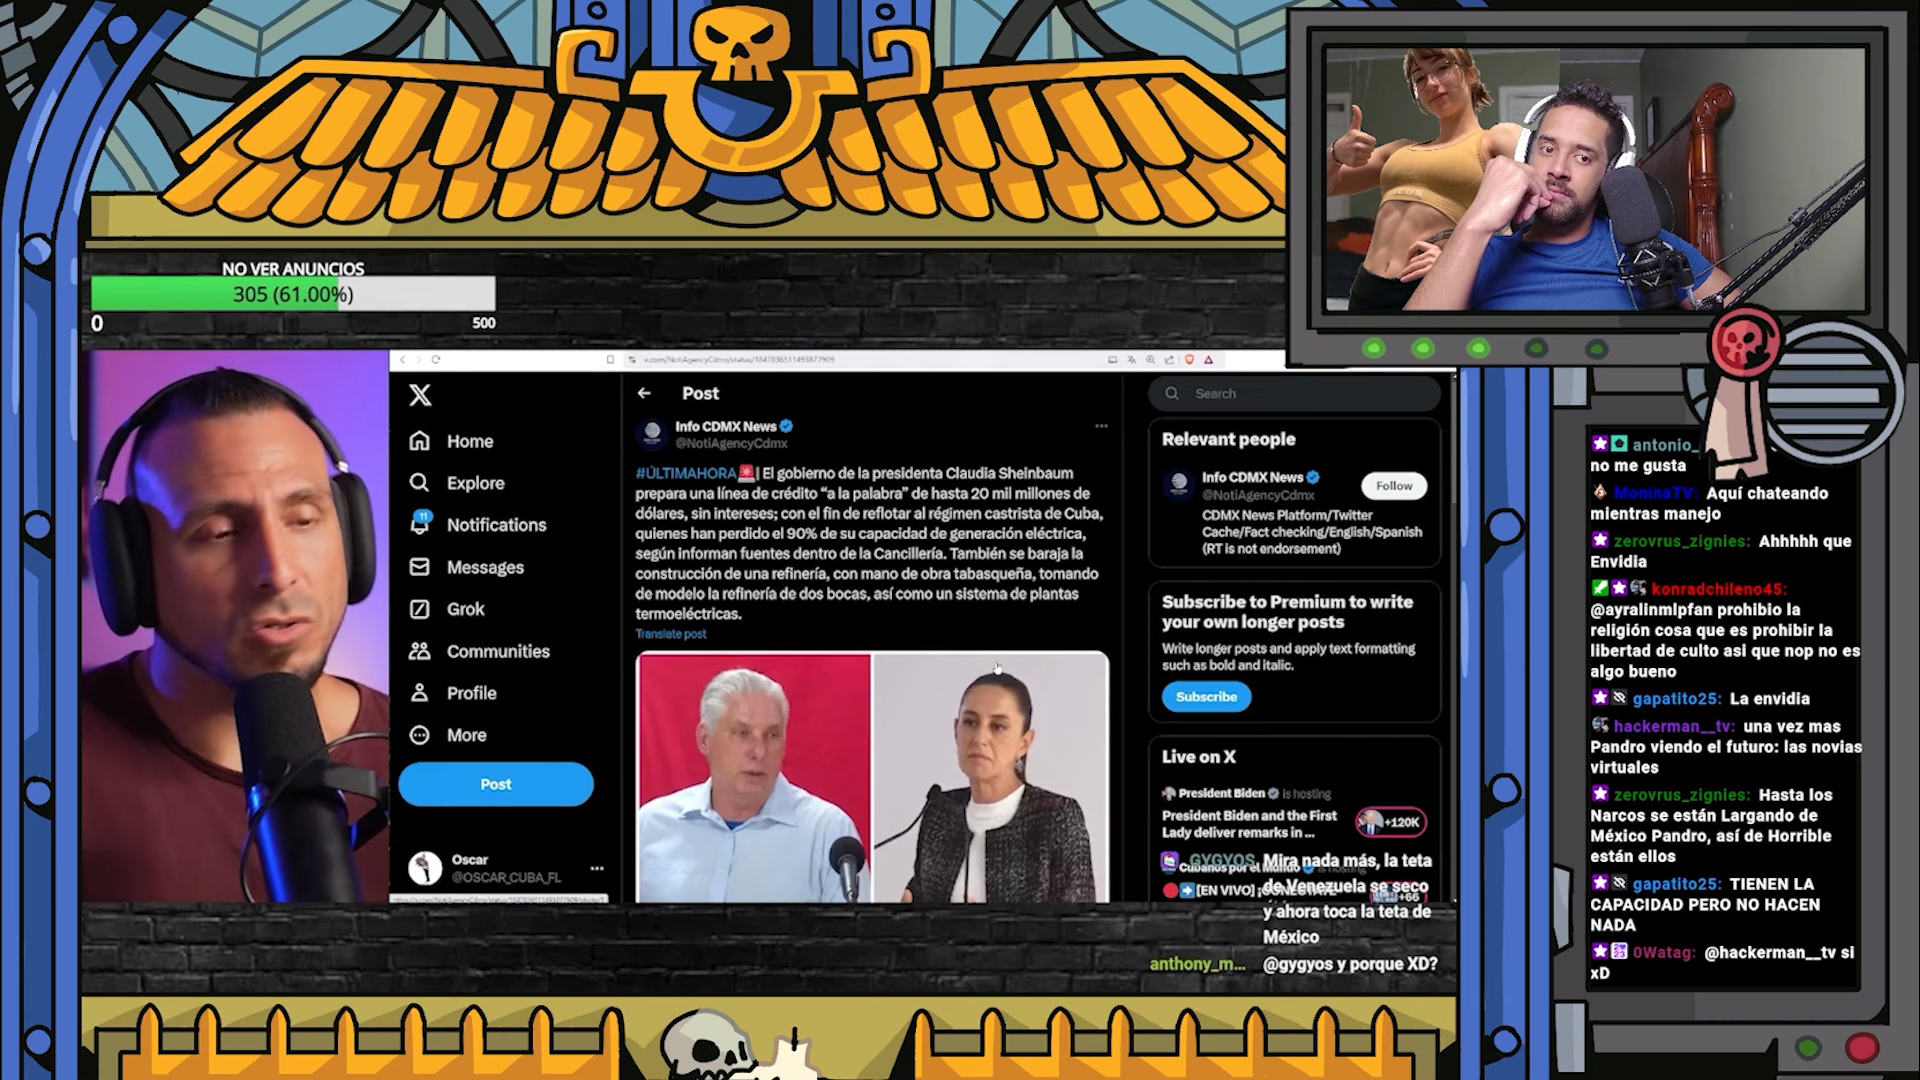 NO VER ANUNCIOS
305 (61.00%)
0
500
x.com/NotiAgencyCdmx/status/1847836511493877909
Home
Explore
11
Notifications
Messages
Grok
Communities
Profile
More
Post
Oscar
@OSCAR_CUBA_FL
Post
Info CDMX News
@NotiAgencyCdmx
#ÚLTIMAHORA🚨| El gobierno de la presidenta Claudia Sheinbaum
prepara una línea de crédito “a la palabra” de hasta 20 mil millones de
dólares, sin intereses; con el fin de reflotar al régimen castrista de Cuba,
quienes han perdido el 90% de su capacidad de generación eléctrica,
según informan fuentes dentro de la Cancillería. También se baraja la
construcción de una refinería, con mano de obra tabasqueña, tomando
de modelo la refinería de dos bocas, así como un sistema de plantas
termoeléctricas.
Translate post
Search
Relevant people
Info CDMX News
@NotiAgencyCdmx
Follow
CDMX News Platform/Twitter
Cache/Fact checking/English/Spanish
(RT is not endorsement)
Subscribe to Premium to write
your own longer posts
Write longer posts and apply text formatting
such as bold and italic.
Subscribe
Live on X
President Biden is hosting
President Biden and the First
Lady deliver remarks in ...
+120K
Cubanos por el Mundo
[EN VIVO]
+66
GYGYOS Mira nada más, la teta
de Venezuela se seco
y ahora toca la teta de
México
anthony_m... @gygyos y porque XD?
antonio_
no me gusta
MoninaTV: Aquí chateando
mientras manejo
zerovrus_zignies: Ahhhhh que
Envidia
konradchileno45:
@ayralinmlpfan prohibio la
religión cosa que es prohibir la
libertad de culto asi que nop no es
algo bueno
gapatito25: La envidia
hackerman__tv: una vez mas
Pandro viendo el futuro: las novias
virtuales
zerovrus_zignies: Hasta los
Narcos se están Largando de
México Pandro, así de Horrible
están ellos
gapatito25: TIENEN LA
CAPACIDAD PERO NO HACEN
NADA
0Watag: @hackerman__tv si
xD